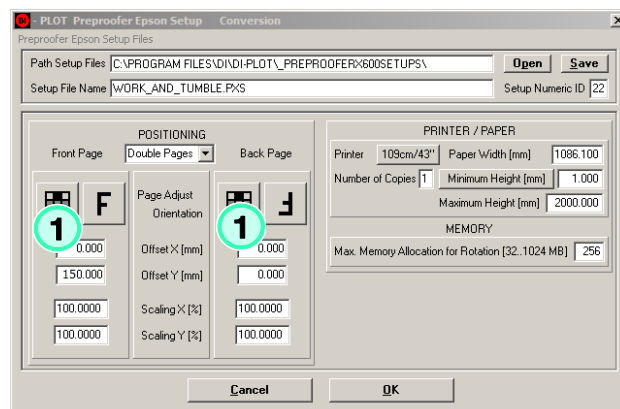 DI - PLOT Preproofer Epson Setup Conversion
Preproofer Epson Setup Files
Path Setup Files C:\PROGRAM FILES\DI\DI-PLOT\_PREPROOFERX600SETUPS\ Open Save
Setup File Name WORK_AND_TUMBLE.PXS Setup Numeric ID 22
POSITIONING
Front Page Double Pages Back Page
F Page Adjust F
Orientation
1 1
0.000 Offset X [mm] 0.000
150.000 Offset Y [mm] 0.000
100.0000 Scaling X [%] 100.0000
100.0000 Scaling Y [%] 100.0000
PRINTER / PAPER
Printer 109cm/43" Paper Width [mm] 1086.100
Number of Copies 1 Minimum Height [mm] 1.000
Maximum Height [mm] 2000.000
MEMORY
Max. Memory Allocation for Rotation [32..1024 MB] 256
Cancel OK